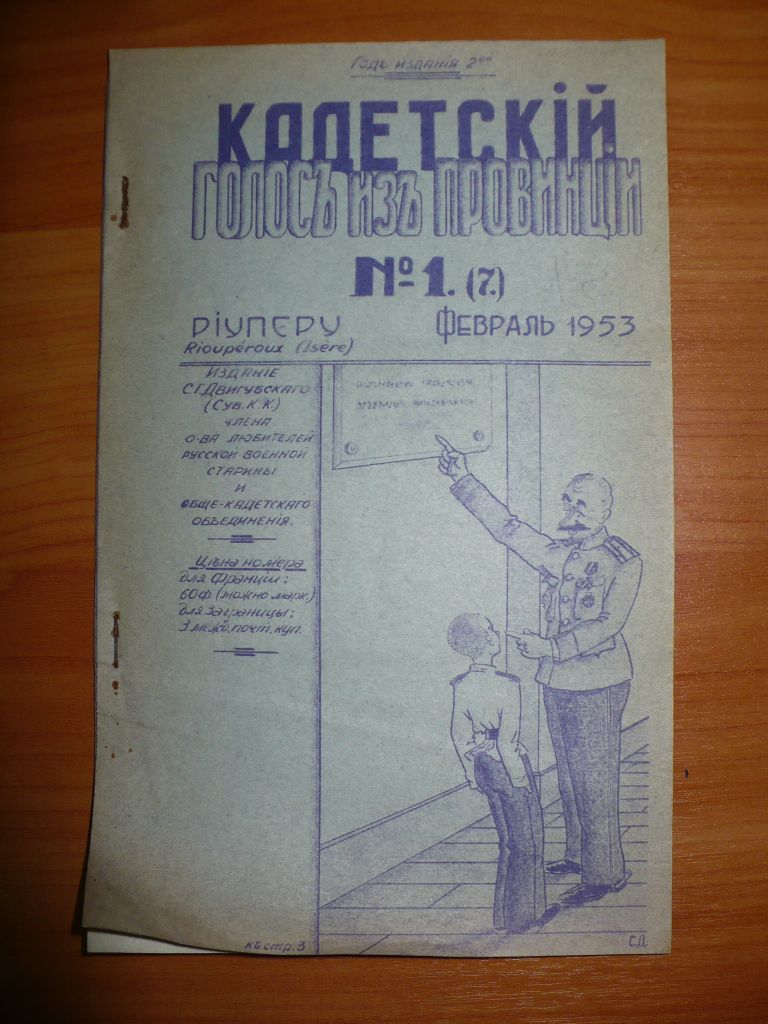 Годъ изданія 2ой
КАДЕТСКІЙ
ГОЛОСЪ ИЗЪ ПРОВИНЦІИ
№ 1. (7.)
РІУПЕРУ
Rioupéroux (Isère)
ФЕВРАЛЬ 1953
ИЗДАНІЕ
С.Г.ДВИГУБСКАГО
(СУВ. К.К.)
ЧЛЕНА
О-ВА ЛЮБИТЕЛЕЙ
РУССКОЙ ВОЕННОЙ
СТАРИНЫ
И
ОБЩЕ-КАДЕТСКАГО
ОБЪЕДИНЕНІЯ.
Цѣна номера
для Франціи:
60ф. (можно марк.)
для Заграницы:
3 межд. почт. куп.
къ стр. 3
С.Д.